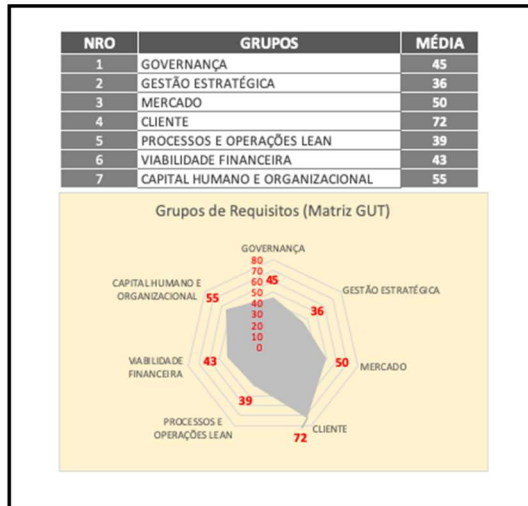 NRO GRUPOS MÉDIA
1 GOVERNANÇA 45
2 GESTÃO ESTRATÉGICA 36
3 MERCADO 50
4 CLIENTE 72
5 PROCESSOS E OPERAÇÕES LEAN 39
6 VIABILIDADE FINANCEIRA 43
7 CAPITAL HUMANO E ORGANIZACIONAL 55
Grupos de Requisitos (Matriz GUT)
GOVERNANÇA
80
70
60
50
40
30
20
10
0
45
GESTÃO ESTRATÉGICA
36
MERCADO
50
CLIENTE
72
PROCESSOS E
OPERAÇÕES LEAN
39
VIABILIDADE
FINANCEIRA
43
CAPITAL HUMANO E
ORGANIZACIONAL
55